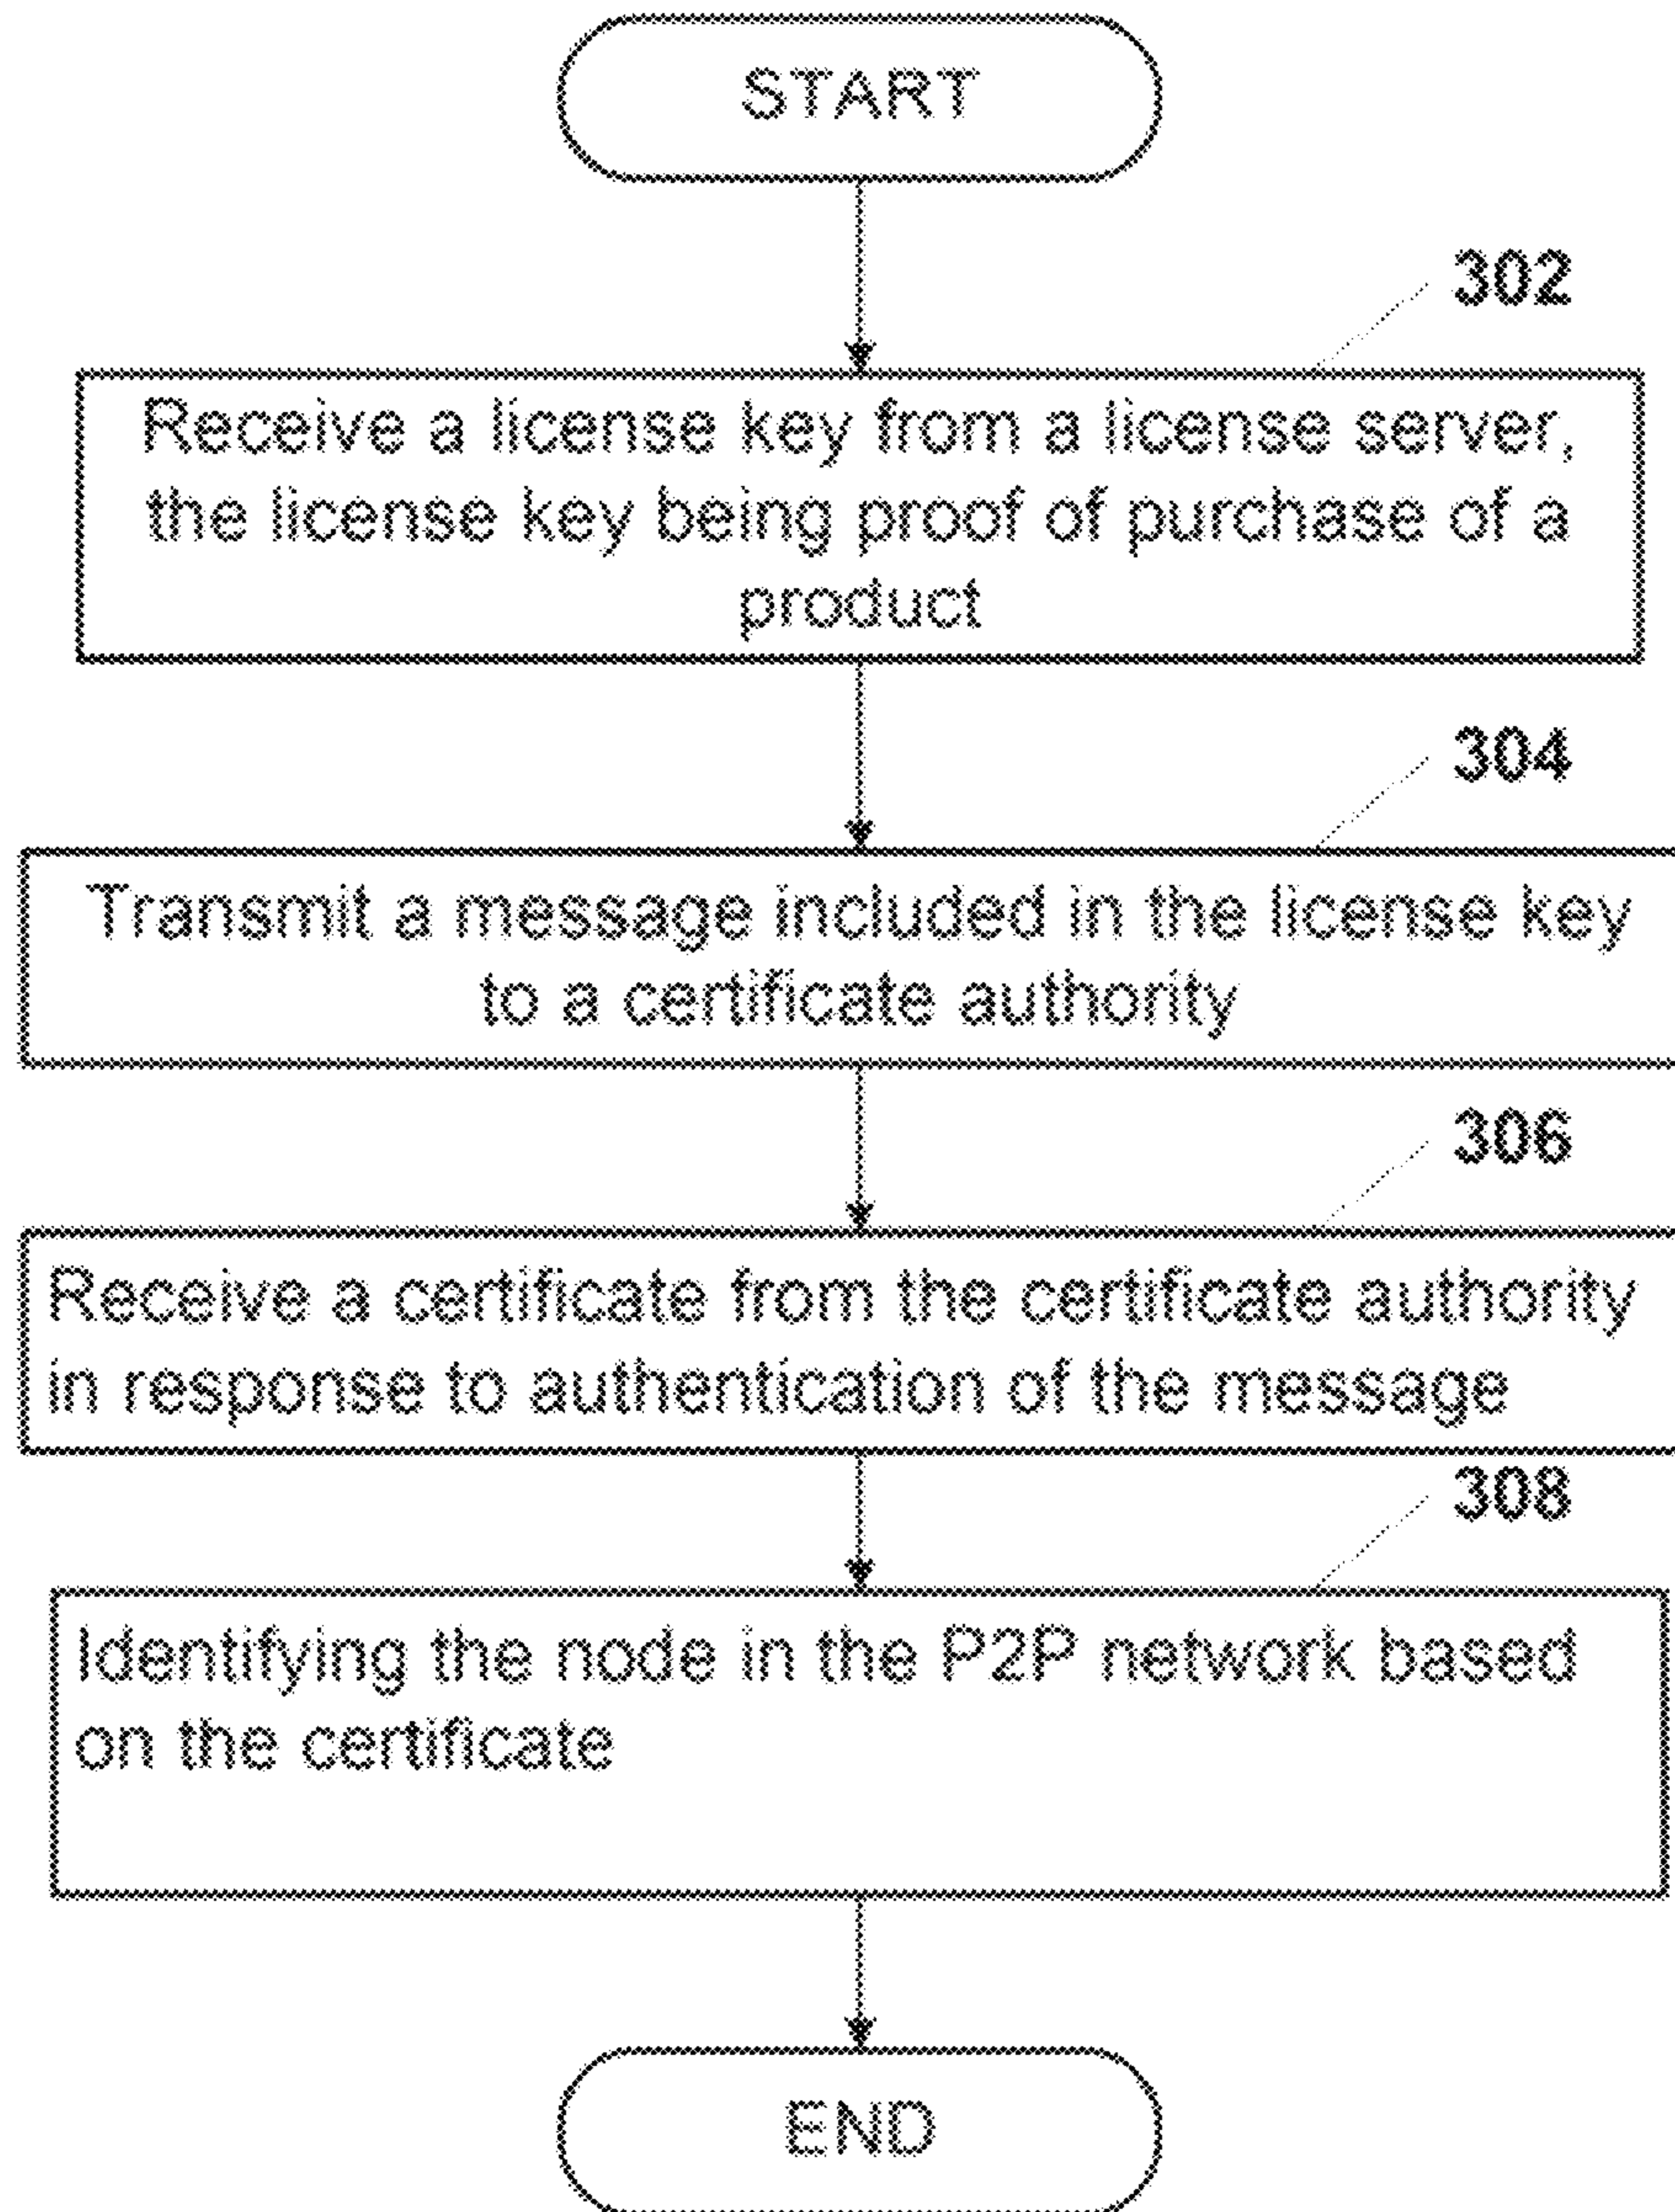 START
302
Receive a license key from a license server,
the license key being proof of purchase of a
product
304
Transmit a message included in the license key
to a certificate authority
306
Receive a certificate from the certificate authority
in response to authentication of the message
308
Identifying the node in the P2P network based
on the certificate
END